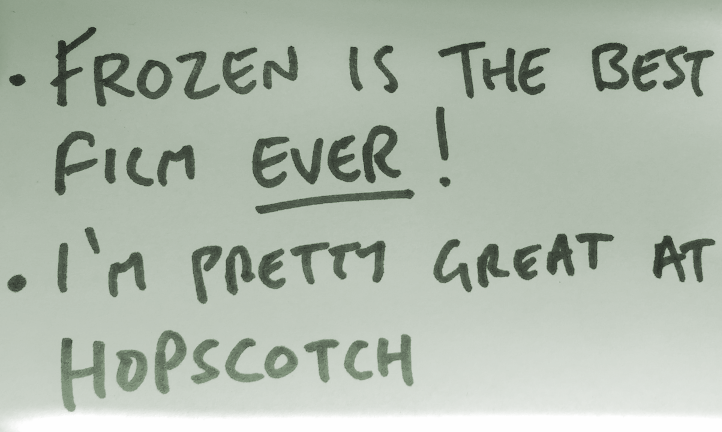 • FROZEN IS THE BEST
FILM EVER!
• I'M PRETTY GREAT AT
HOPSCOTCH